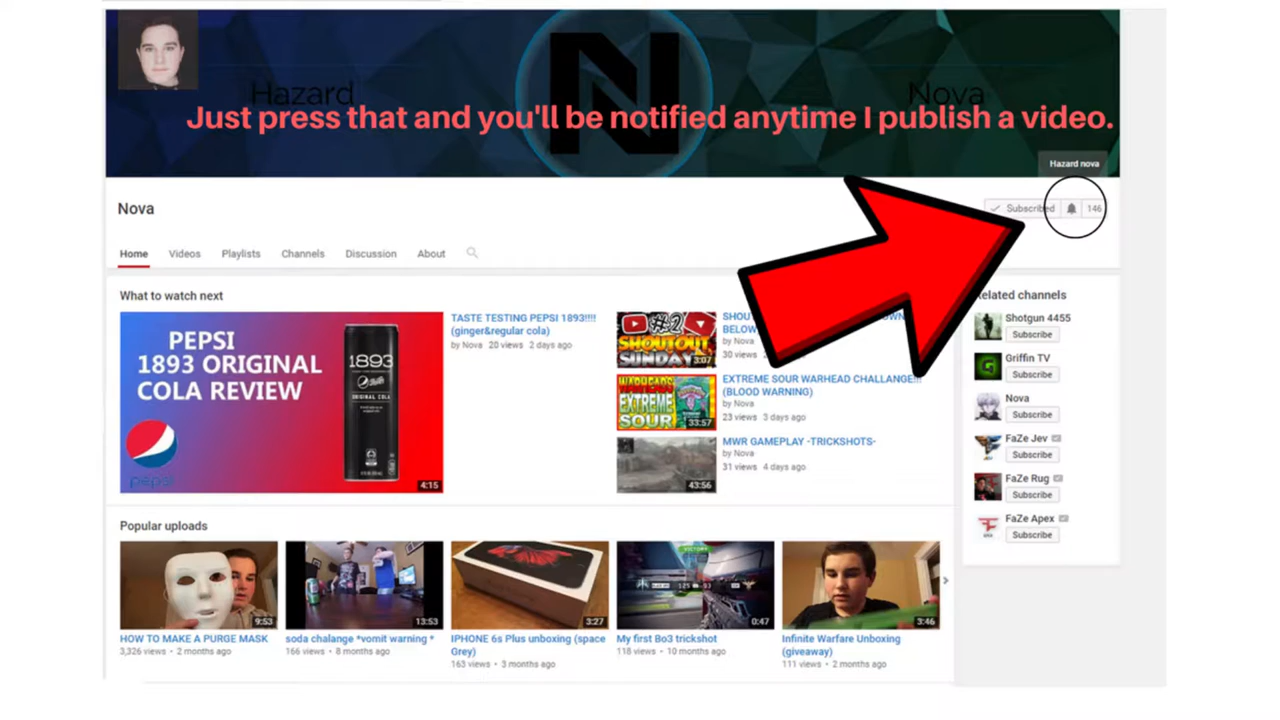 Hazard
Nova
Just press that and you'll be notified anytime I publish a video.
Hazard nova
Nova
Subscribed
146
Home
Videos
Playlists
Channels
Discussion
About
What to watch next
PEPSI
1893 ORIGINAL
COLA REVIEW
1893
ORIGINAL COLA
pepsi
4:15
TASTE TESTING PEPSI 1893!!!!
(ginger&regular cola)
by Nova 20 views 2 days ago
#2
SHOUTOUT
SUNDAY
3:07
BELOW
by Nova
30 views
WARHEADS
EXTREME
SOUR
33:57
EXTREME SOUR WARHEAD CHALLANGE!!!
(BLOOD WARNING)
by Nova
23 views 3 days ago
43:56
MWR GAMEPLAY -TRICKSHOTS-
by Nova
31 views 4 days ago
Related channels
Shotgun 4455
Subscribe
Griffin TV
Subscribe
Nova
Subscribe
FaZe Jev
Subscribe
FaZe Rug
Subscribe
FaZe Apex
Subscribe
Popular uploads
9:53
HOW TO MAKE A PURGE MASK
3,326 views • 2 months ago
13:53
soda chalange *vomit warning *
166 views • 8 months ago
3:27
IPHONE 6s Plus unboxing (space
Grey)
163 views • 3 months ago
VICTORY
0:47
My first Bo3 trickshot
118 views • 10 months ago
3:46
Infinite Warfare Unboxing
(giveaway)
111 views • 2 months ago